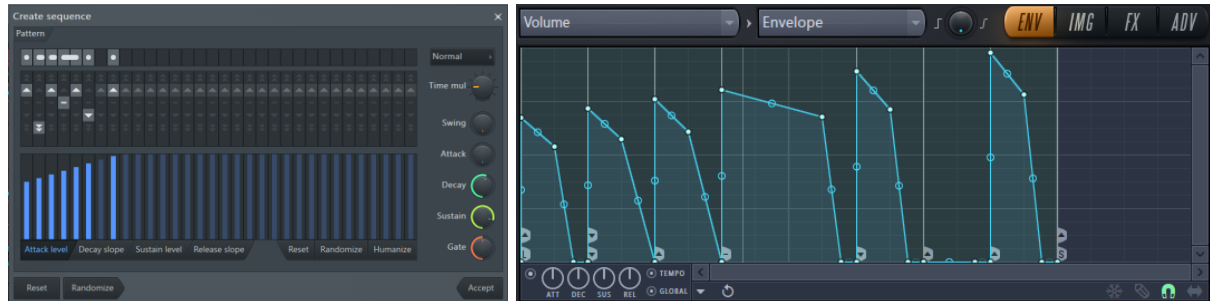 Create sequence
Pattern
Normal
Time mul
Swing
Attack
Decay
Sustain
Gate
Attack level Decay slope Sustain level Release slope Reset Randomize Humanize
Reset Randomize Accept
Volume Envelope ENV IMG FX ADV
L S
TEMPO
GLOBAL
ATT DEC SUS REL